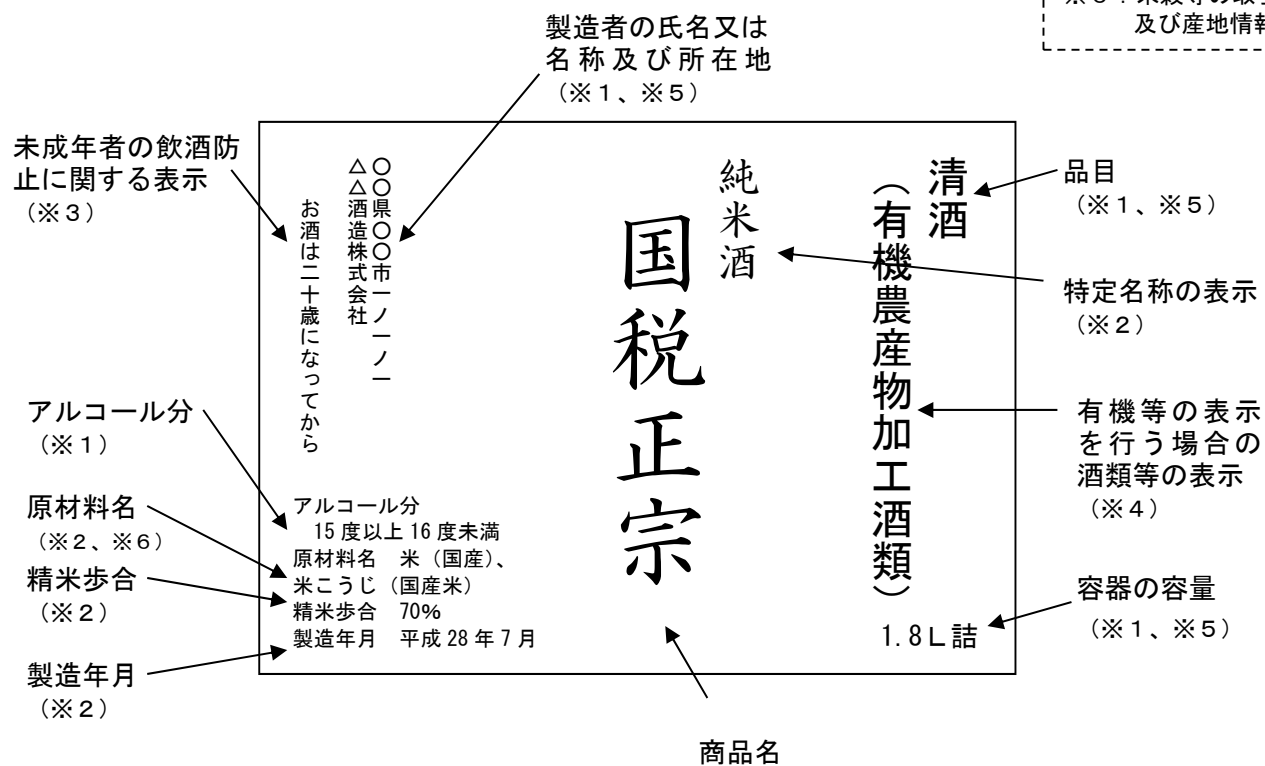 及び産地情報
製造者の氏名又は
名称及び所在地
（※１、※５）
未成年者の飲酒防
止に関する表示
（※３）
品目
（※１、※５）
特定名称の表示
（※２）
有機等の表示
を行う場合の
酒類等の表示
（※４）
容器の容量
（※１、※５）
清酒
（有機農産物加工酒類）
1.8Ｌ詰
純米酒
国税正宗
〇〇県〇〇市一ノ一ノ一
△△酒造株式会社
お酒は二十歳になってから
アルコール分
15度以上16度未満
原材料名　米（国産）、
米こうじ（国産米）
精米歩合　70%
製造年月　平成28年7月
アルコール分
（※１）
原材料名
（※２、※６）
精米歩合
（※２）
製造年月
（※２）
商品名